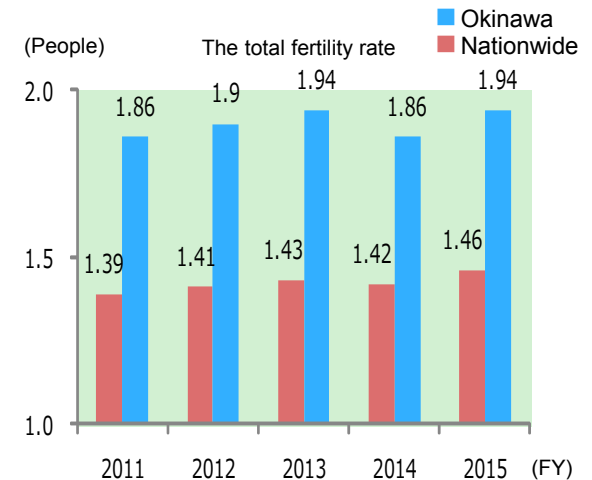 Okinawa
(People) The total fertility rate Nationwide
2.0
1.86 1.9 1.94 1.86 1.94
1.5
1.39 1.41 1.43 1.42 1.46
1.0
2011 2012 2013 2014 2015 (FY)